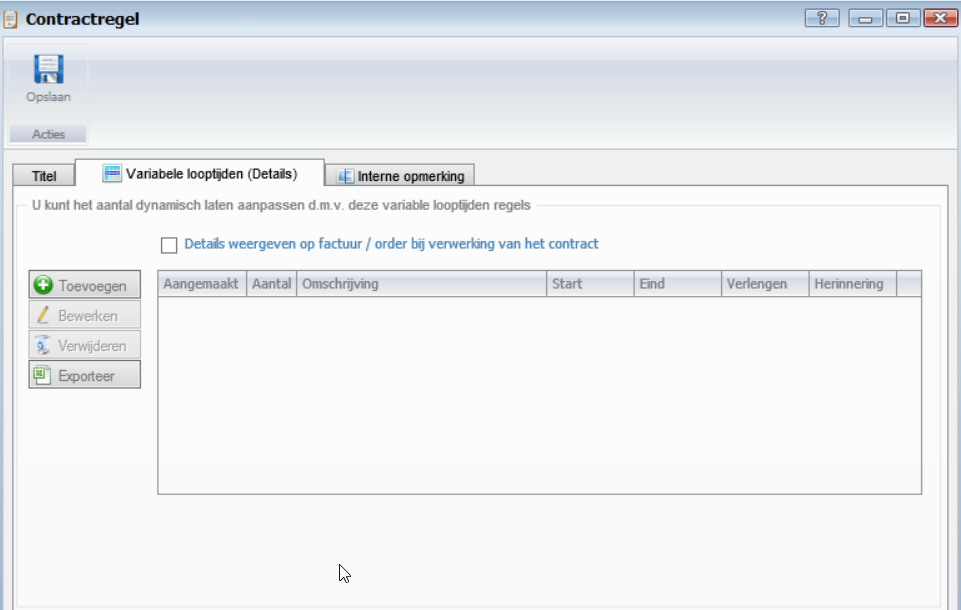 Contractregel
?
Opslaan
Acties
Titel
Variabele looptijden (Details)
Interne opmerking
U kunt het aantal dynamisch laten aanpassen d.m.v. deze variable looptijden regels
Details weergeven op factuur / order bij verwerking van het contract
Toevoegen
Bewerken
Verwijderen
Exporteer
Aangemaakt Aantal Omschrijving Start Eind Verlengen Herinnering